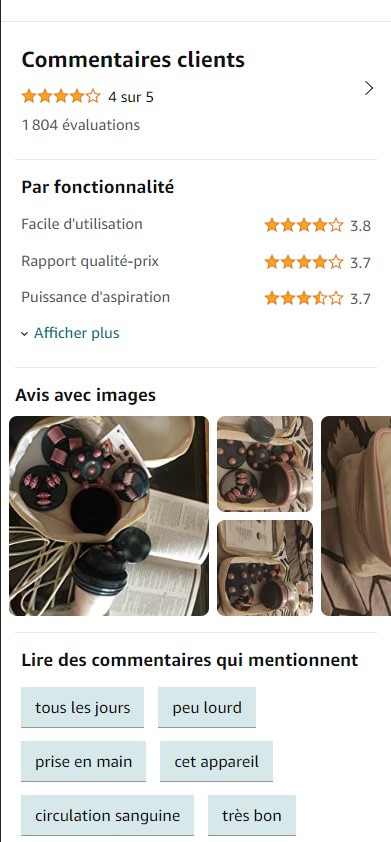 Commentaires clients
4 sur 5
1 804 évaluations
Par fonctionnalité
Facile d'utilisation 3.8
Rapport qualité-prix 3.7
Puissance d'aspiration 3.7
Afficher plus
Avis avec images
Lire des commentaires qui mentionnent
tous les jours peu lourd
prise en main cet appareil
circulation sanguine très bon